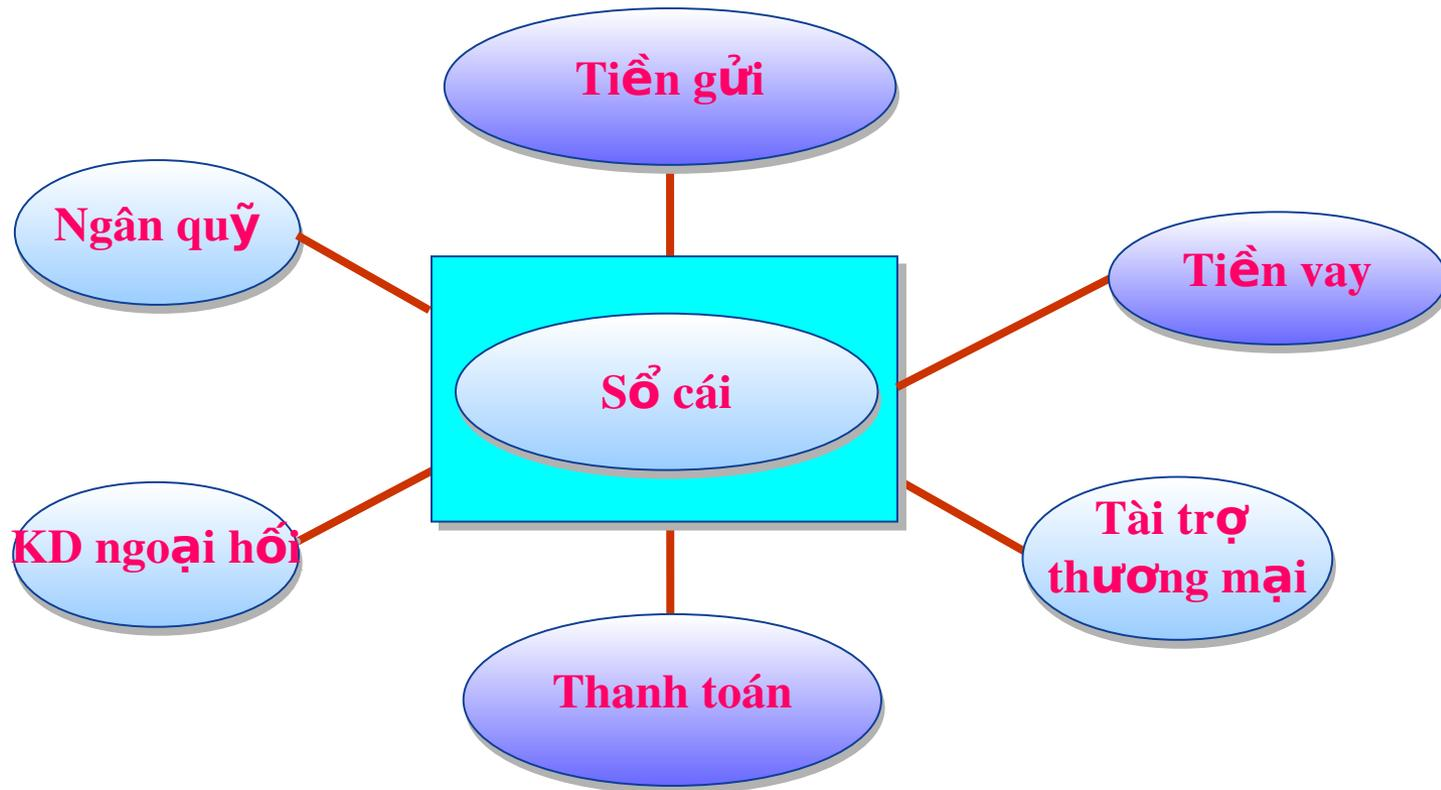 Tiền gửi
Ngân quỹ
Tiền vay
Sổ cái
KD ngoại hối
Tài trợ
thương mại
Thanh toán